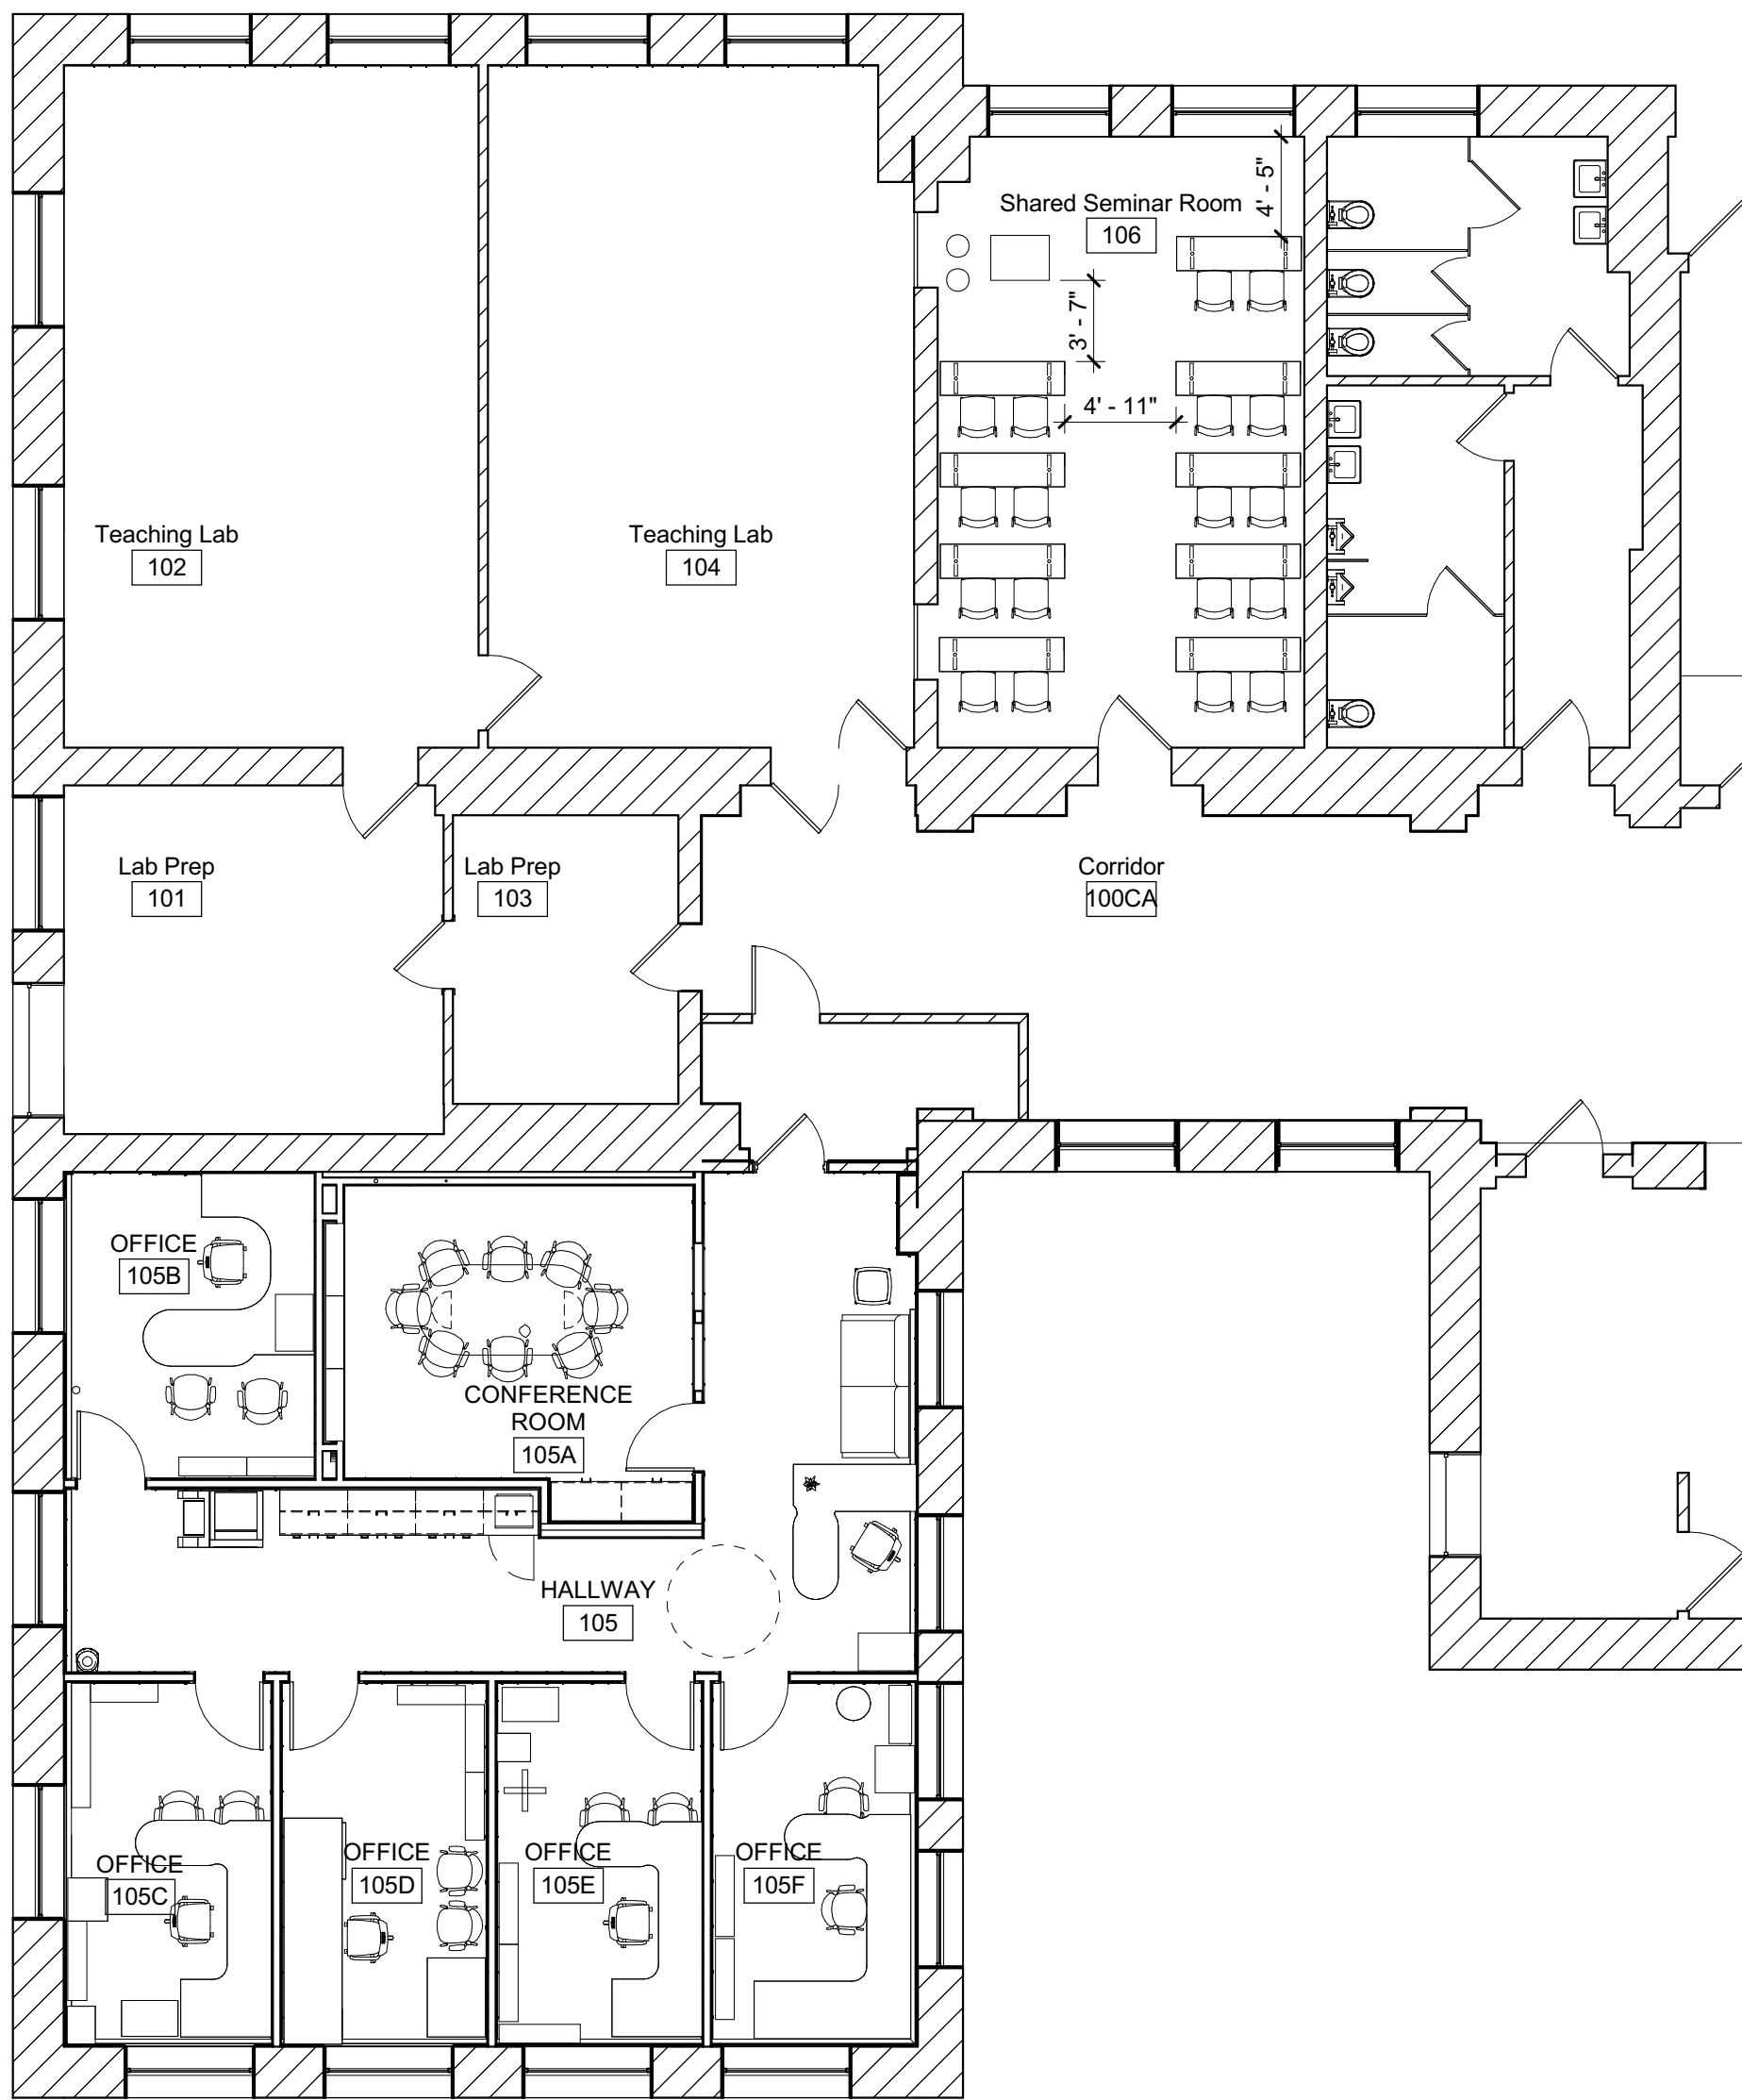 Shared Seminar Room
106
4' - 5"
3' - 7"
4' - 11"
Teaching Lab
102
Teaching Lab
104
Lab Prep
101
Lab Prep
103
Corridor
100CA
OFFICE
105B
CONFERENCE
ROOM
105A
HALLWAY
105
OFFICE
105C
OFFICE
105D
OFFICE
105E
OFFICE
105F